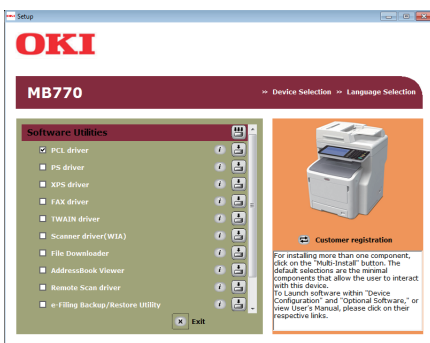 Setup
OKI
MB770
» Device Selection » Language Selection
Software Utilities
PCL driver
PS driver
XPS driver
FAX driver
TWAIN driver
Scanner driver(WIA)
File Downloader
AddressBook Viewer
Remote Scan driver
e-Filing Backup/Restore Utility
Exit
Customer registration
For installing more than one component,
click on the "Multi-Install" button. The
default selections are the minimal
components that allow the user to interact
with this device.
To Launch software within "Device
Configuration" and "Optional Software," or
view User's Manual, please click on their
respective links.